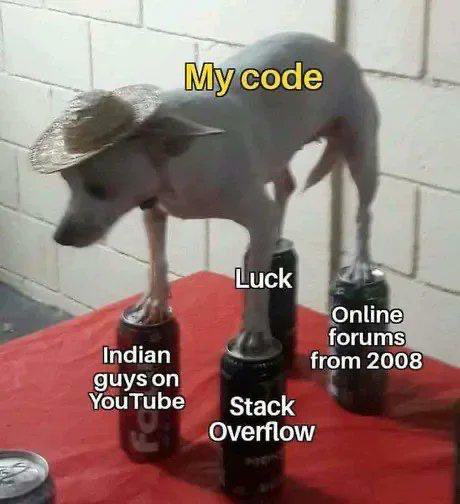 My code
Luck
Online
forums
from 2008
Indian
guys on
YouTube
Stack
Overflow